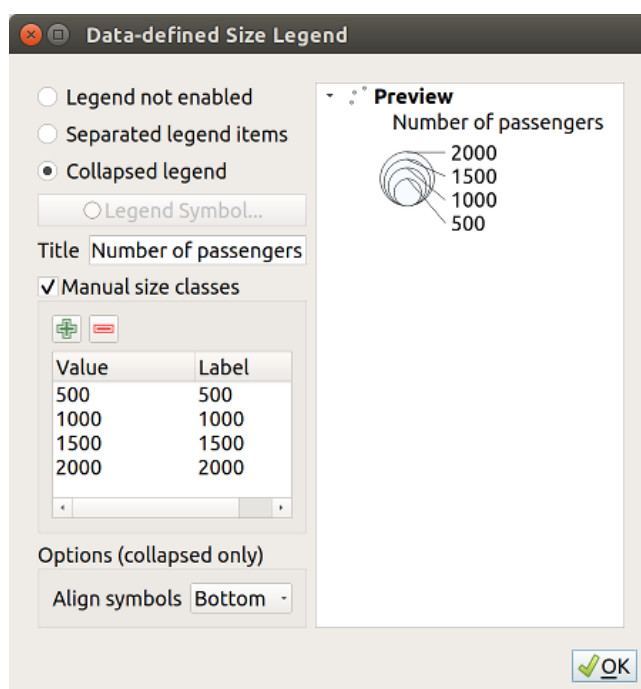 Data-defined Size Legend
Legend not enabled
Separated legend items
Collapsed legend
Legend Symbol...
Title Number of passengers
Manual size classes
Value Label
500 500
1000 1000
1500 1500
2000 2000
Options (collapsed only)
Align symbols Bottom
Preview
Number of passengers
2000
1500
1000
500
OK